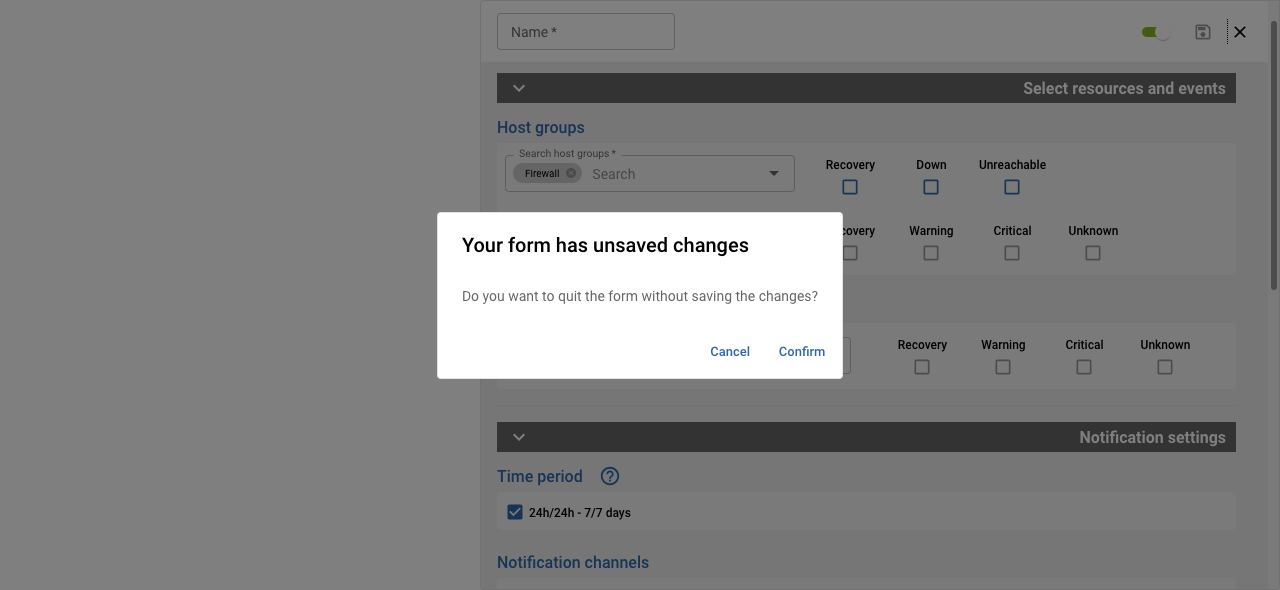 Name *
Select resources and events
Host groups
Search host groups *
Firewall
Search
Recovery
Down
Unreachable
Warning
Critical
Unknown
Your form has unsaved changes
Do you want to quit the form without saving the changes?
Cancel
Confirm
Recovery
Warning
Critical
Unknown
Notification settings
Time period
24h/24h - 7/7 days
Notification channels